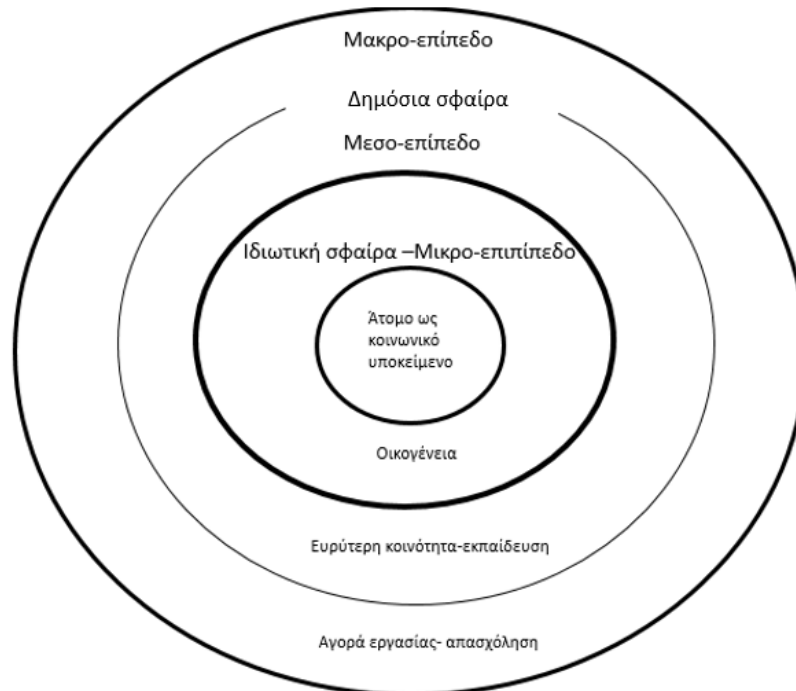 Μακρο-επίπεδο
Δημόσια σφαίρα
Μεσο-επίπεδο
Ιδιωτική σφαίρα –Μικρο-επιπίπεδο
Άτομο ως
κοινωνικό
υποκείμενο
Οικογένεια
Ευρύτερη κοινότητα-εκπαίδευση
Αγορά εργασίας- απασχόληση